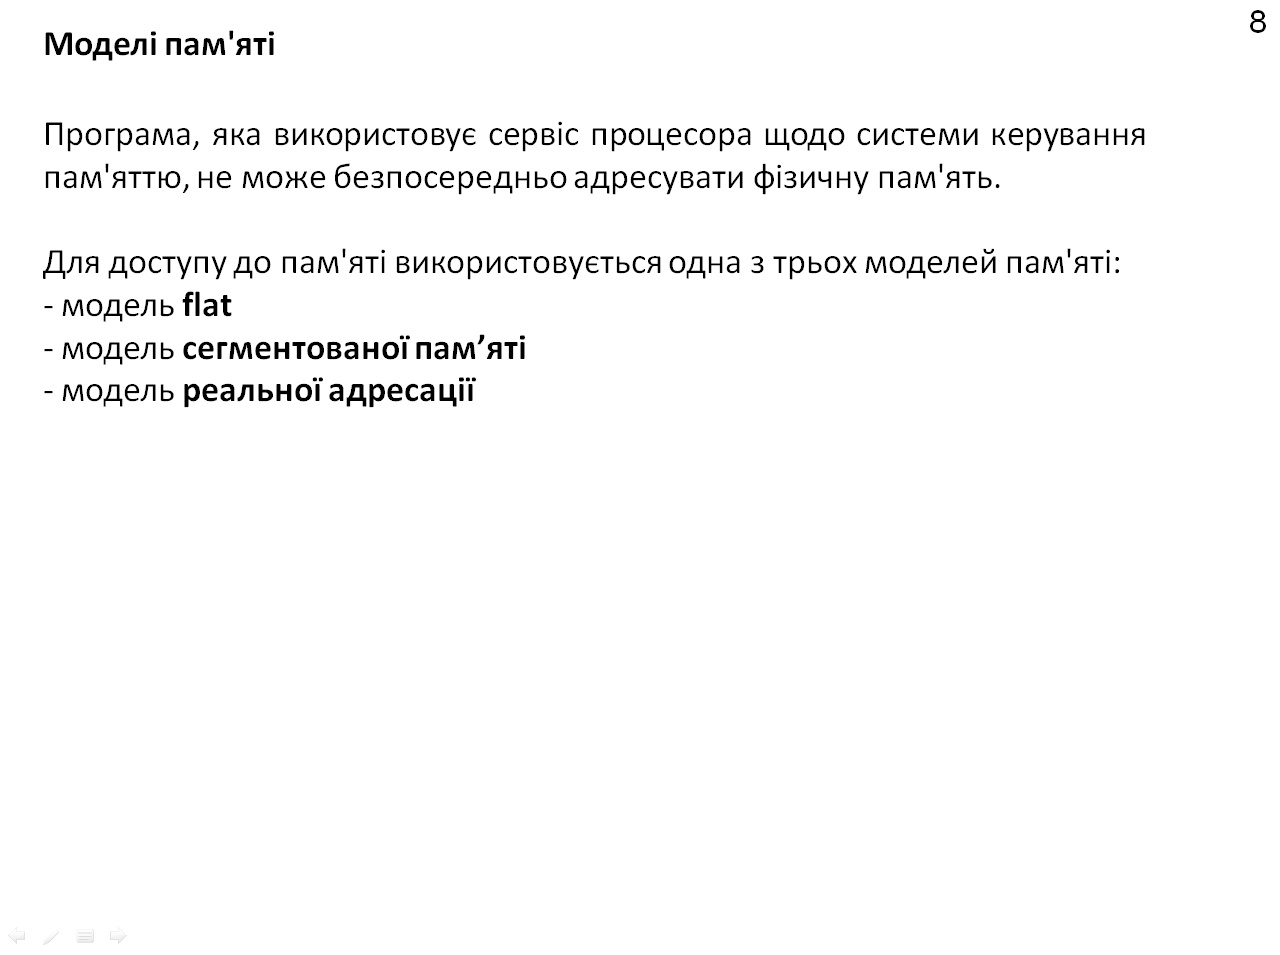 8
Моделі пам'яті
Програма, яка використовує сервіс процесора щодо системи керування
пам'яттю, не може безпосередньо адресувати фізичну пам'ять.
Для доступу до пам'яті використовується одна з трьох моделей пам'яті:
- модель flat
- модель сегментованої пам’яті
- модель реальної адресації